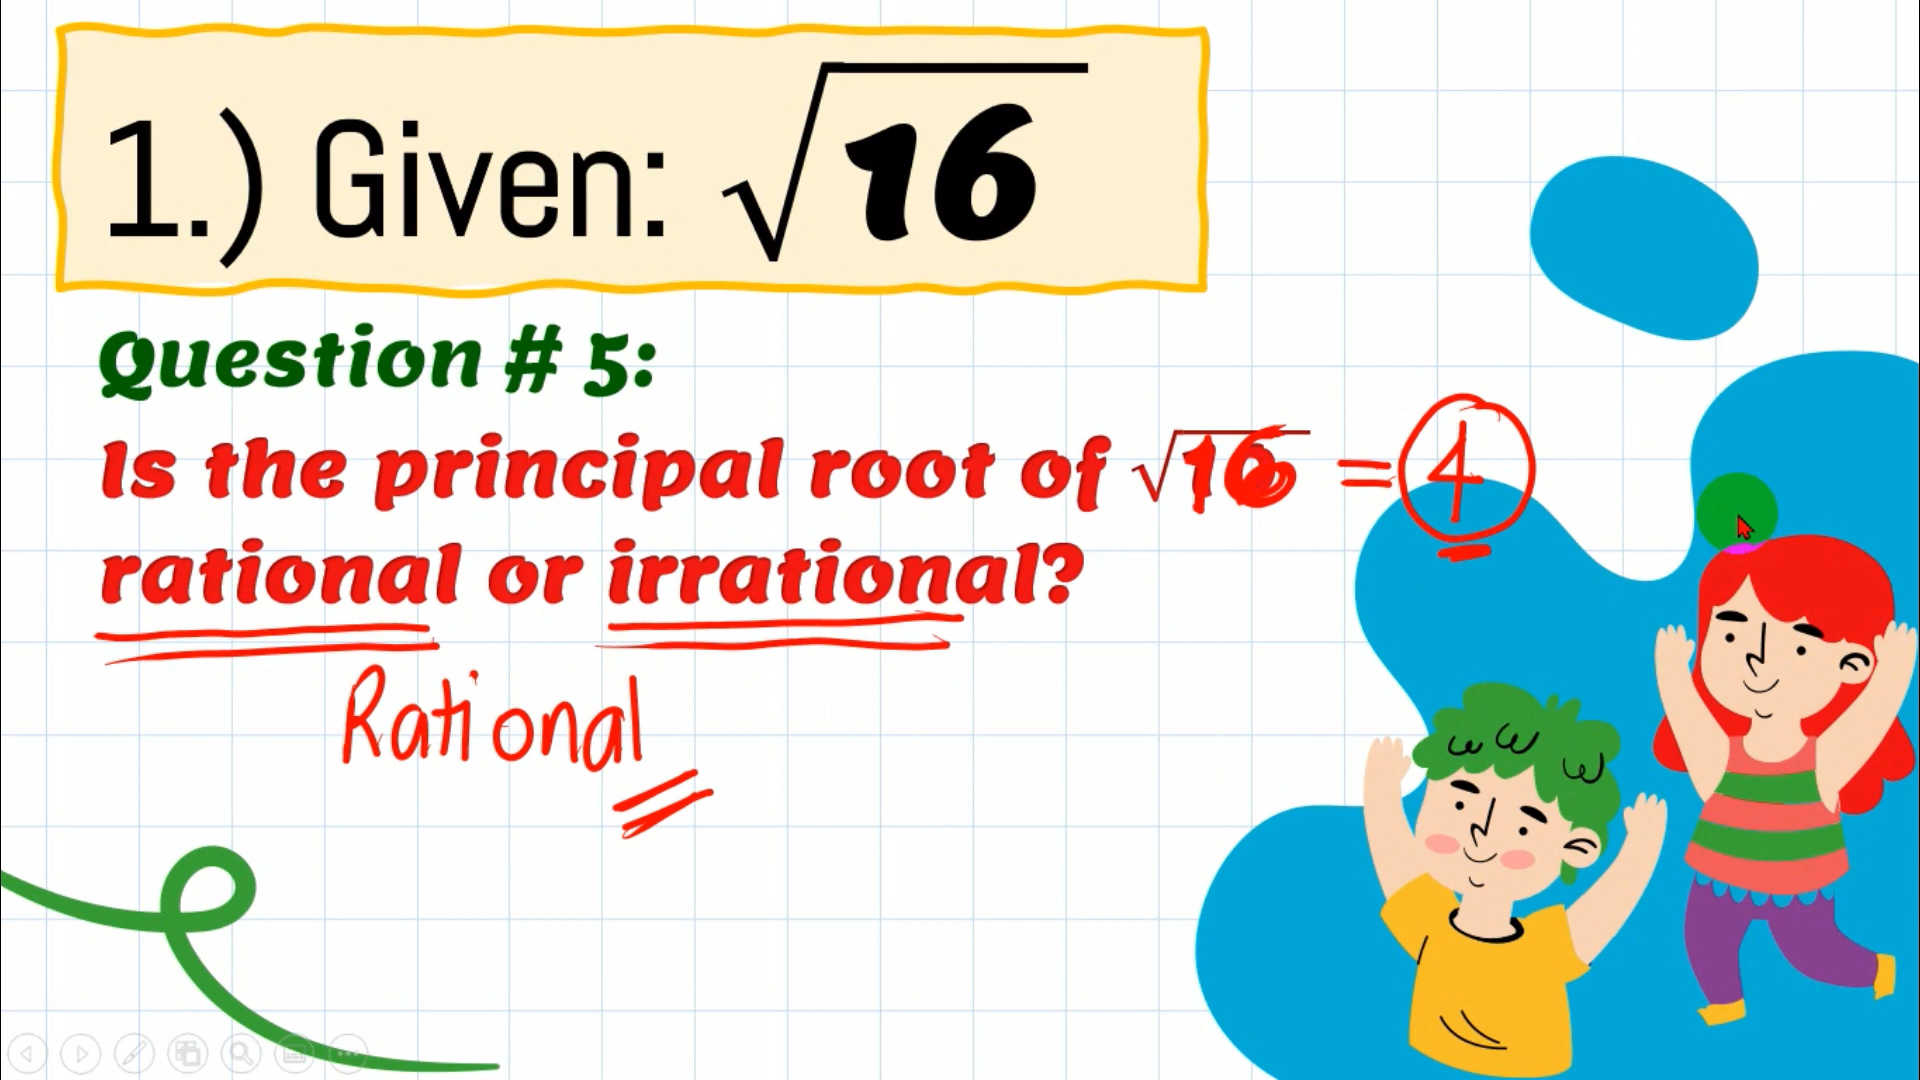 1.) Given: √16
Question # 5:
Is the principal root of √16 = 4
rational or irrational?
Rational